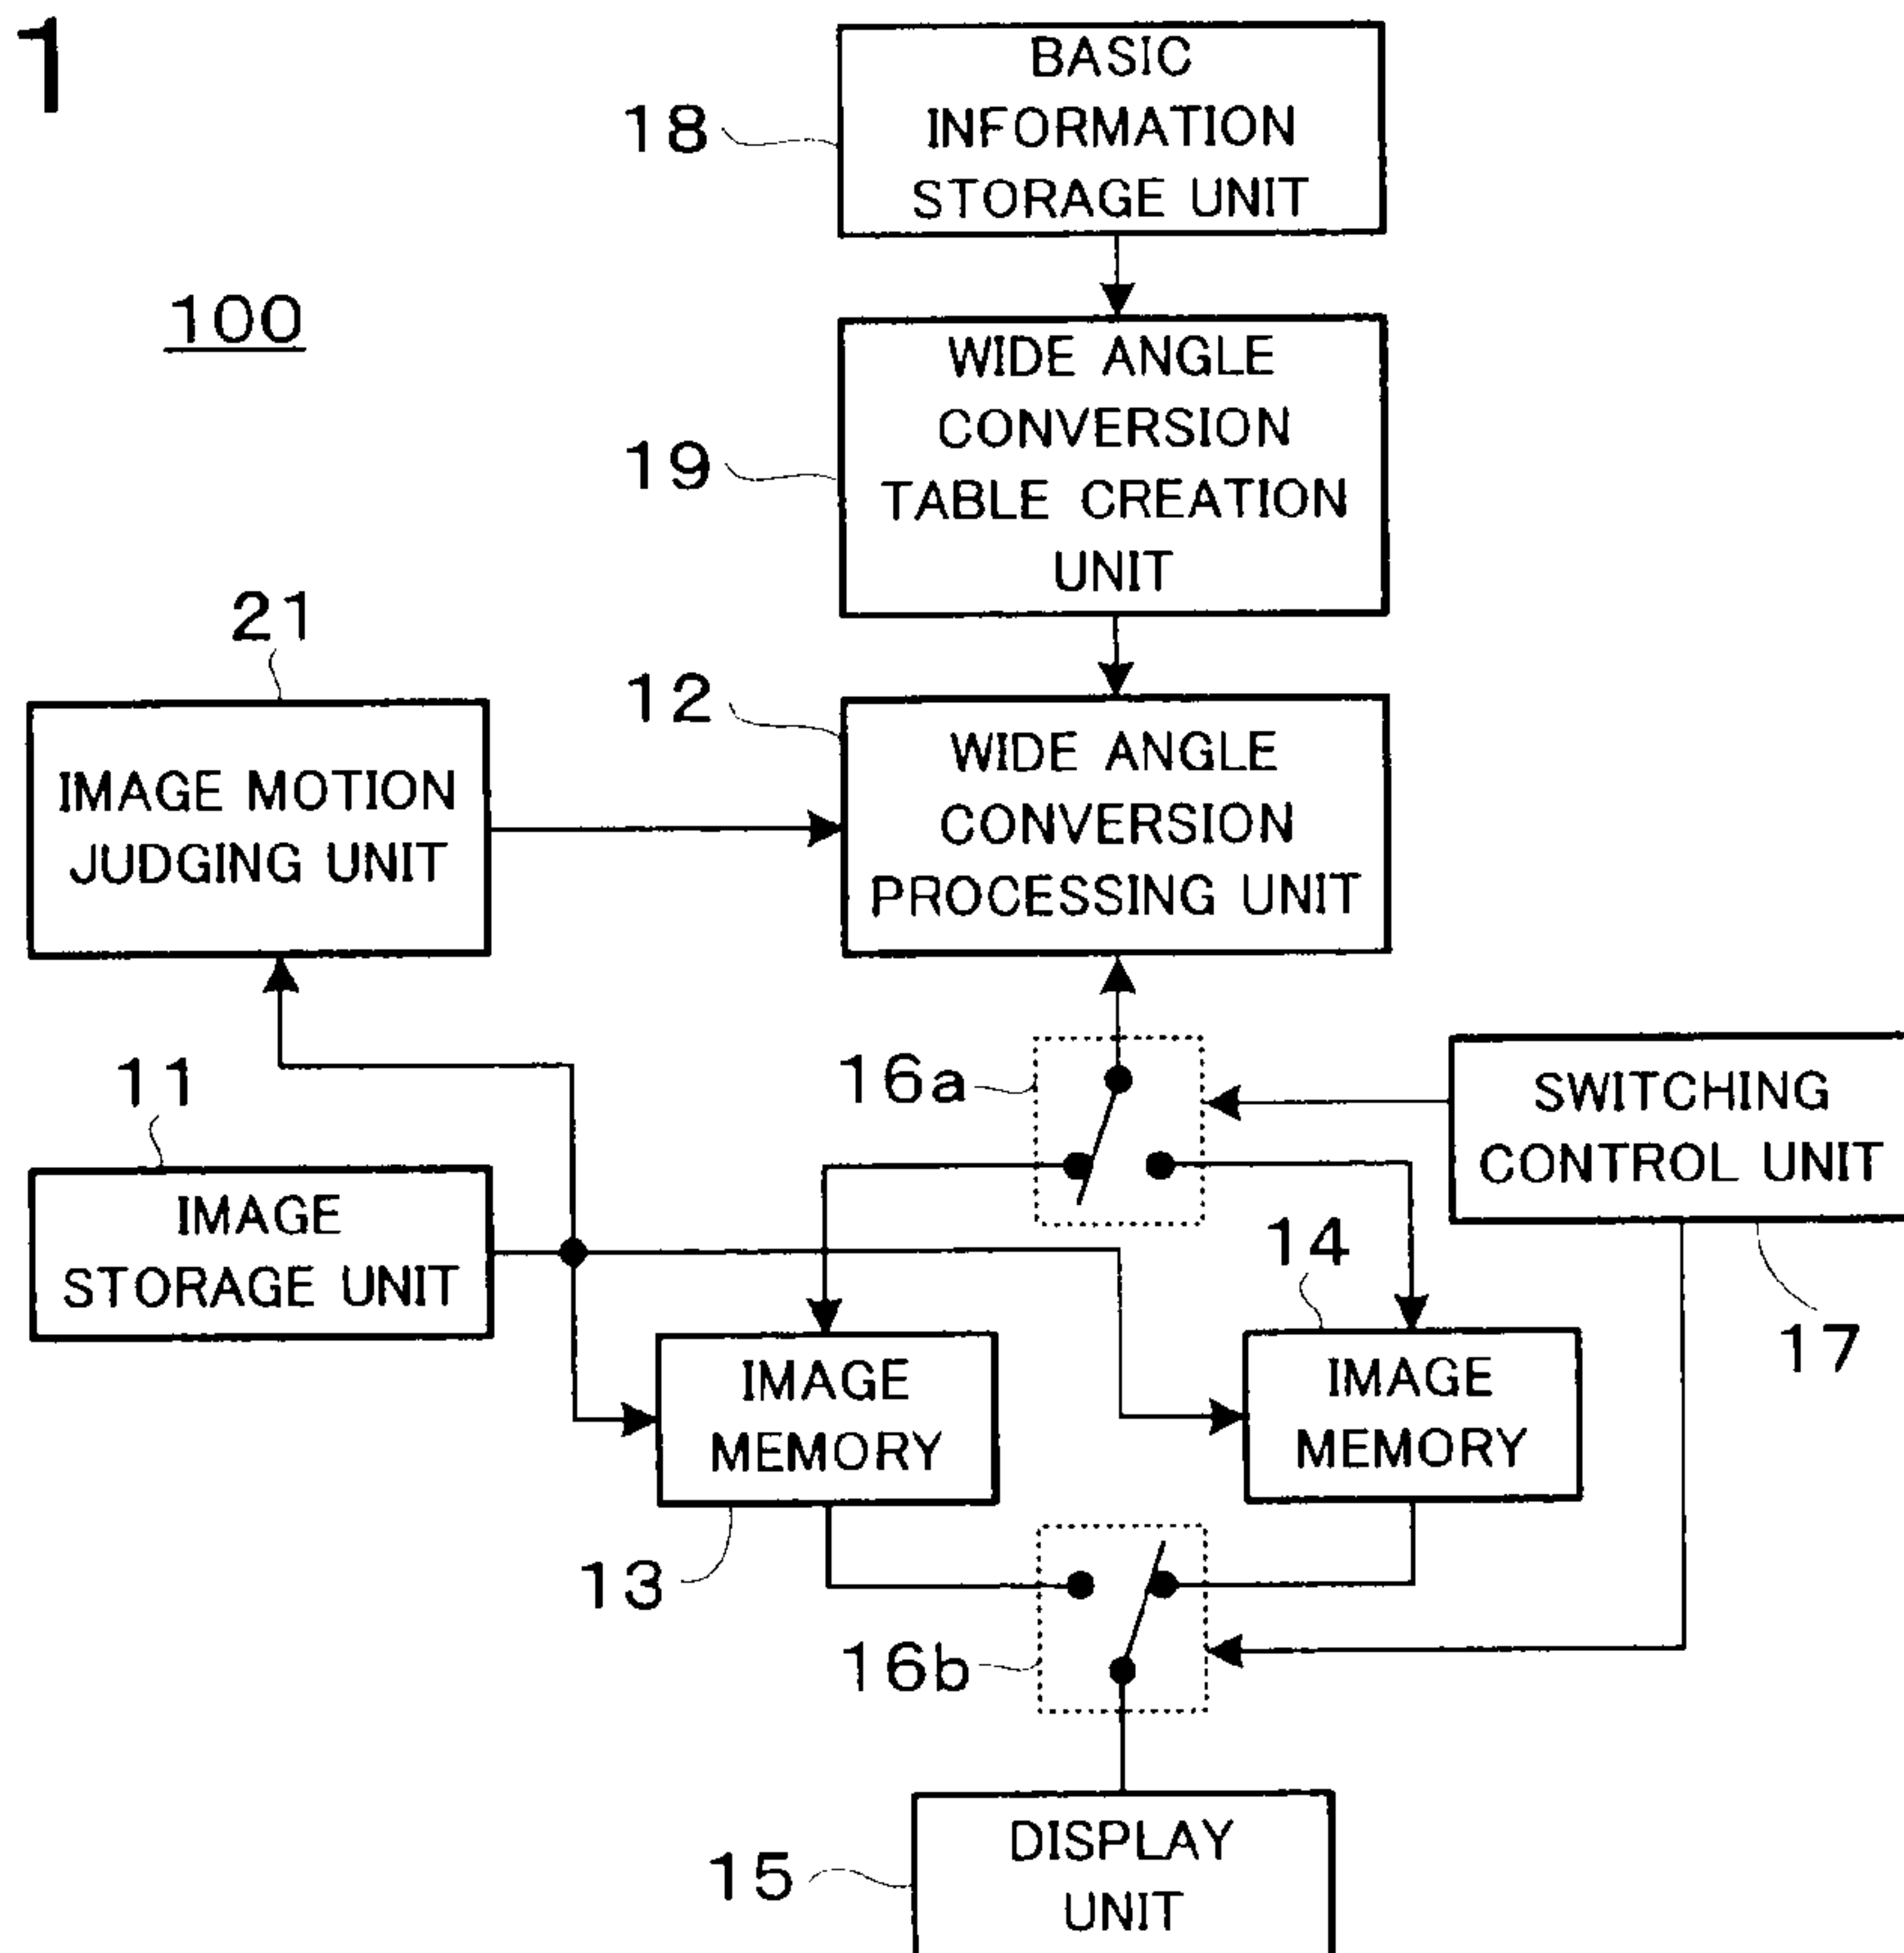 1
BASIC
INFORMATION
STORAGE UNIT
18
100
WIDE ANGLE
CONVERSION
TABLE CREATION
UNIT
19
21
IMAGE MOTION
JUDGING UNIT
12
WIDE ANGLE
CONVERSION
PROCESSING UNIT
11
IMAGE
STORAGE UNIT
16a
SWITCHING
CONTROL UNIT
17
14
IMAGE
MEMORY
IMAGE
MEMORY
13
16b
15
DISPLAY
UNIT